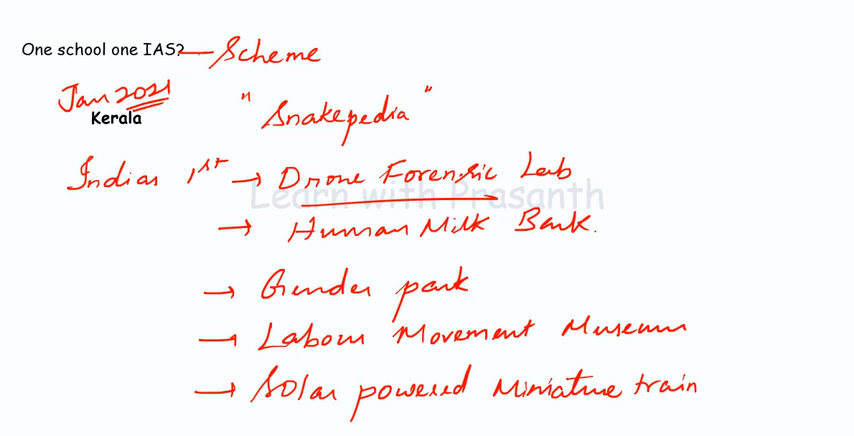 One school one IAS? — Scheme
Jan 2021
Kerala
" Snakepedia "
Indias 1st → Drone Forensic Lab
Learn with Prasanth
→ Human Milk Bank.
→ Gender park
→ Labour Movement Museum
→ Solar powered Miniature train